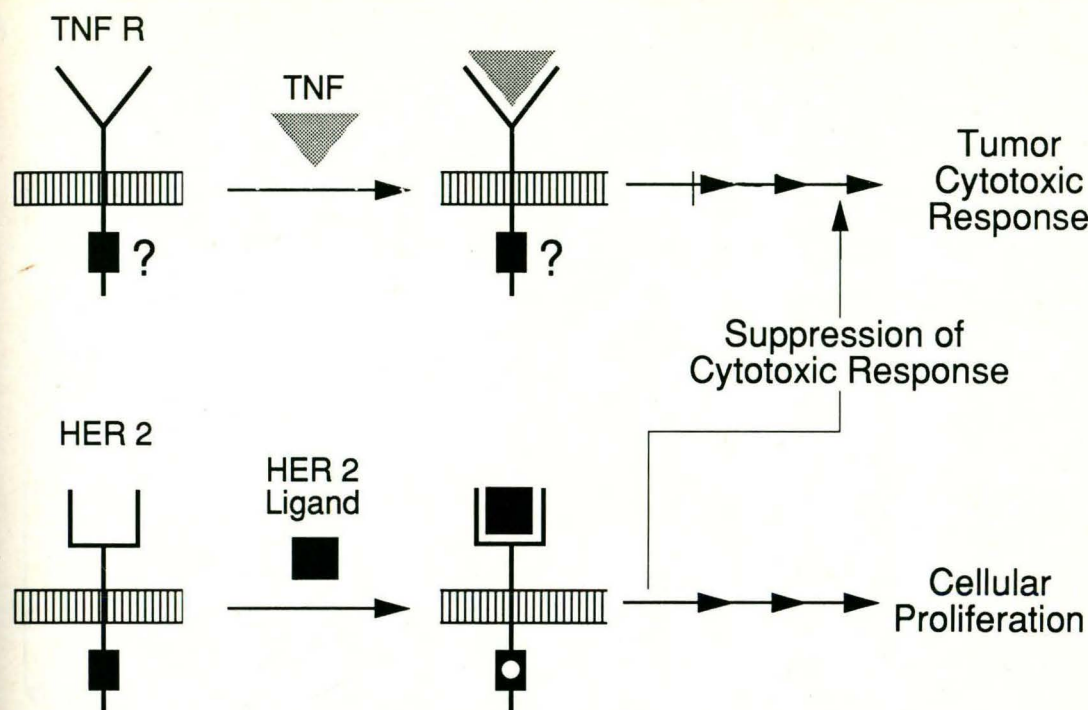 TNF R
TNF
?
?
Tumor
Cytotoxic
Response
Suppression of
Cytotoxic Response
HER 2
HER 2
Ligand
Cellular
Proliferation